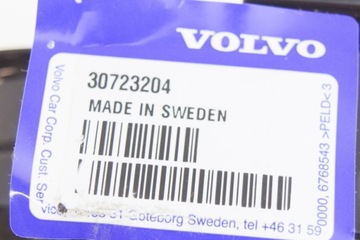 VOLVO
30723204
MADE IN SWEDEN
Volvo Car Corp. Cust. Ser
Göteborg Sweden, tel +46 31 59
0000, 6768543 >PELD< 3